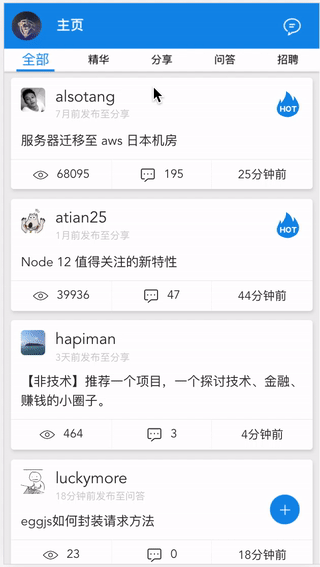 主页
全部 精华 分享 问答 招聘
alsotang
7月前发布至分享
HOT
服务器迁移至 aws 日本机房
68095 195 25分钟前
atian25
1月前发布至分享
HOT
Node 12 值得关注的新特性
39936 47 44分钟前
hapiman
3天前发布至分享
【非技术】推荐一个项目，一个探讨技术、金融、
赚钱的小圈子。
464 3 4分钟前
luckymore
18分钟前发布至问答
eggjs如何封装请求方法
23 0 18分钟前